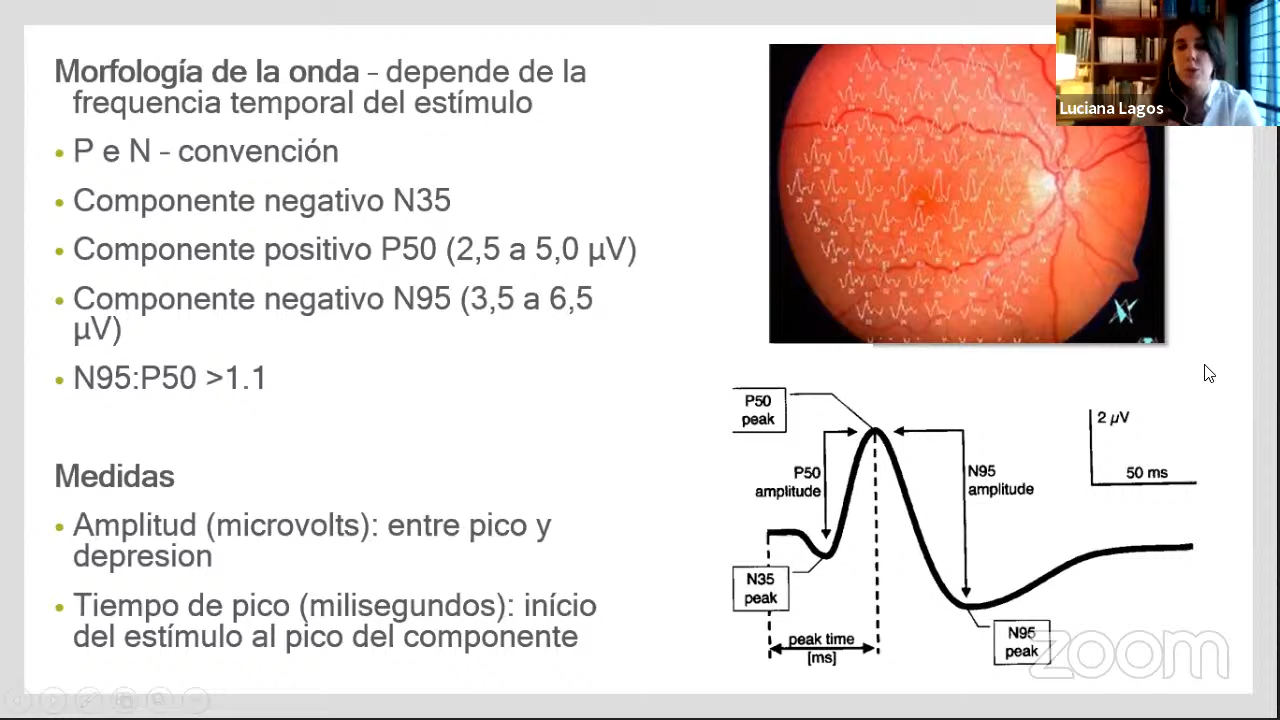 Morfología de la onda – depende de la
frequencia temporal del estímulo
• P e N – convención
• Componente negativo N35
• Componente positivo P50 (2,5 a 5,0 µV)
• Componente negativo N95 (3,5 a 6,5
µV)
• N95:P50 >1.1
Medidas
• Amplitud (microvolts): entre pico y
depresion
• Tiempo de pico (milisegundos): início
del estímulo al pico del componente
Luciana Lagos
P50
peak
2 µV
50 ms
P50
amplitude
N95
amplitude
N35
peak
peak time
[ms]
N95
peak
zoom